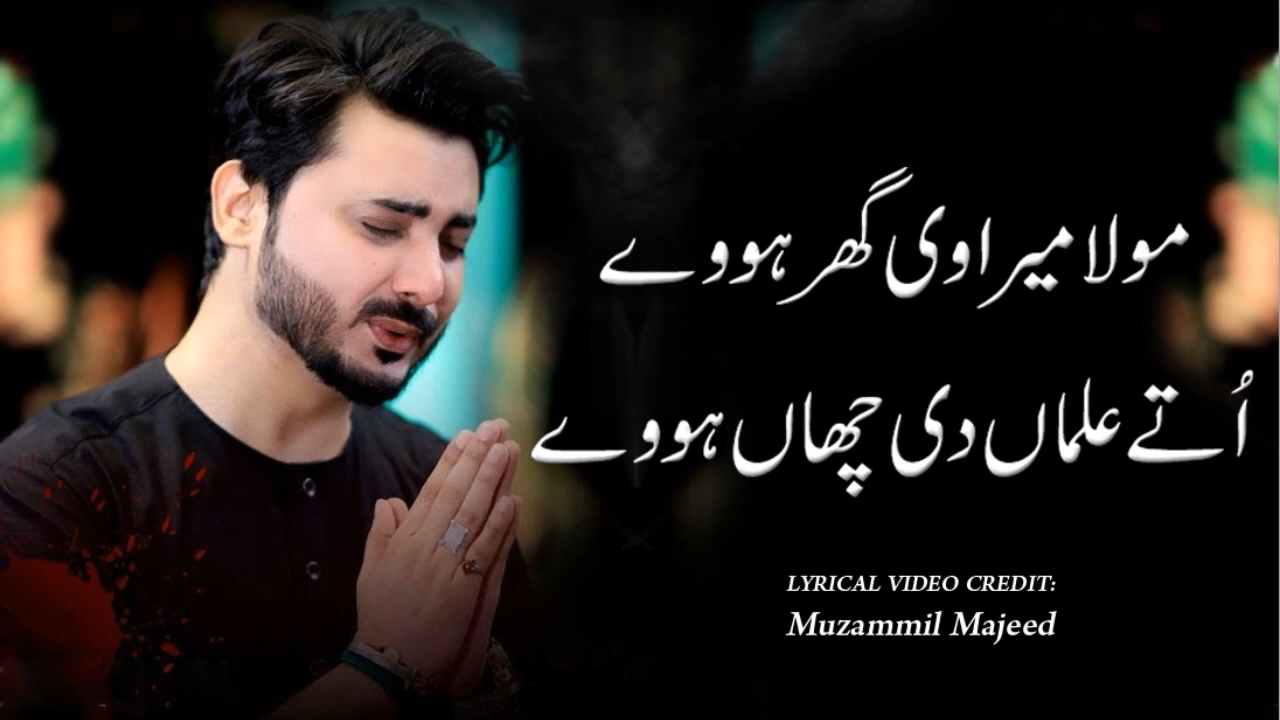 مولا میرا وی گھر ہووے
اُتے علماں دی چھاں ہووے
LYRICAL VIDEO CREDIT:
Muzammil Majeed